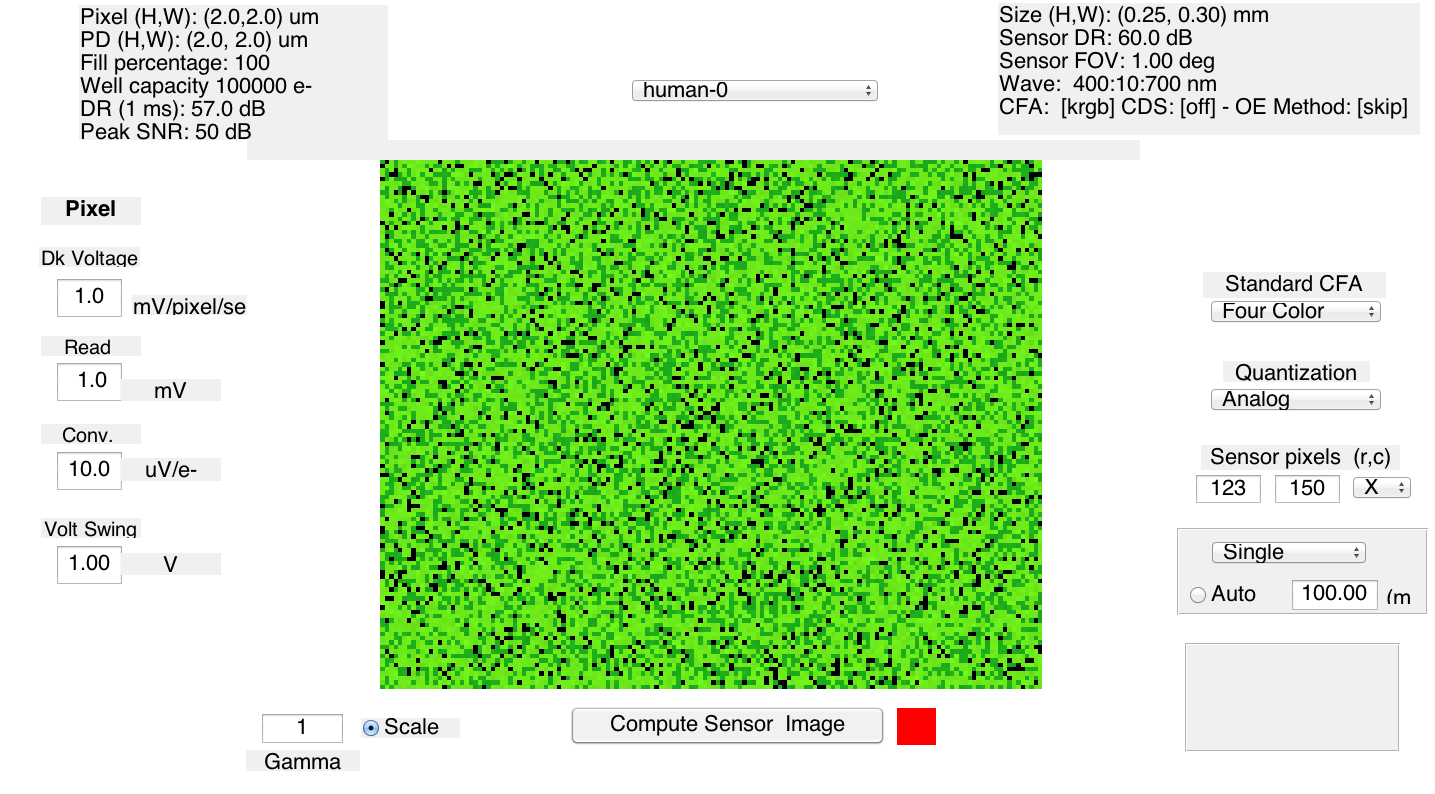 Pixel (H,W): (2.0,2.0) um
PD (H,W): (2.0, 2.0) um
Fill percentage: 100
Well capacity 100000 e-
DR (1 ms): 57.0 dB
Peak SNR: 50 dB
human-0
Size (H,W): (0.25, 0.30) mm
Sensor DR: 60.0 dB
Sensor FOV: 1.00 deg
Wave: 400:10:700 nm
CFA: [krgb] CDS: [off] - OE Method: [skip]
Pixel
Dk Voltage
1.0 mV/pixel/se
Read
1.0 mV
Conv.
10.0 uV/e-
Volt Swing
1.00 V
Standard CFA
Four Color
Quantization
Analog
Sensor pixels (r,c)
123 150 X
Single
Auto 100.00 (m
1 Scale
Gamma
Compute Sensor Image